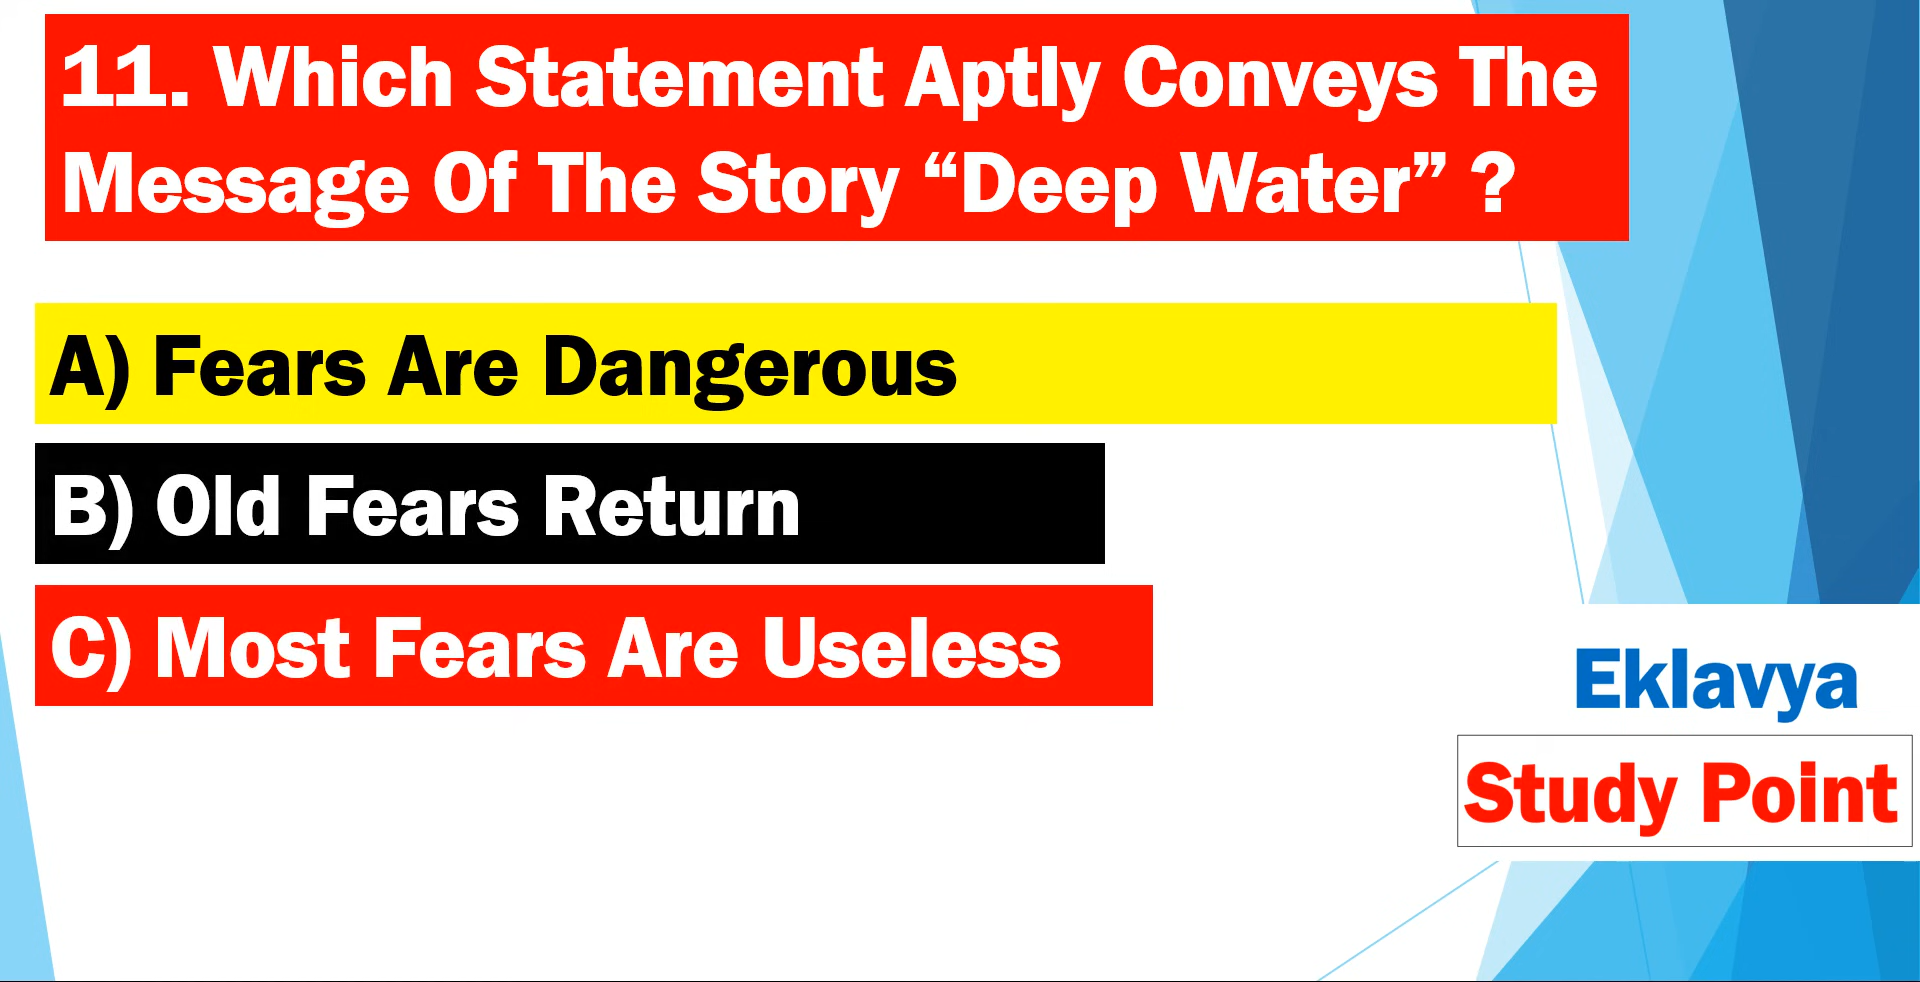 11. Which Statement Aptly Conveys The
Message Of The Story “Deep Water” ?
A) Fears Are Dangerous
B) Old Fears Return
C) Most Fears Are Useless
Eklavya
Study Point